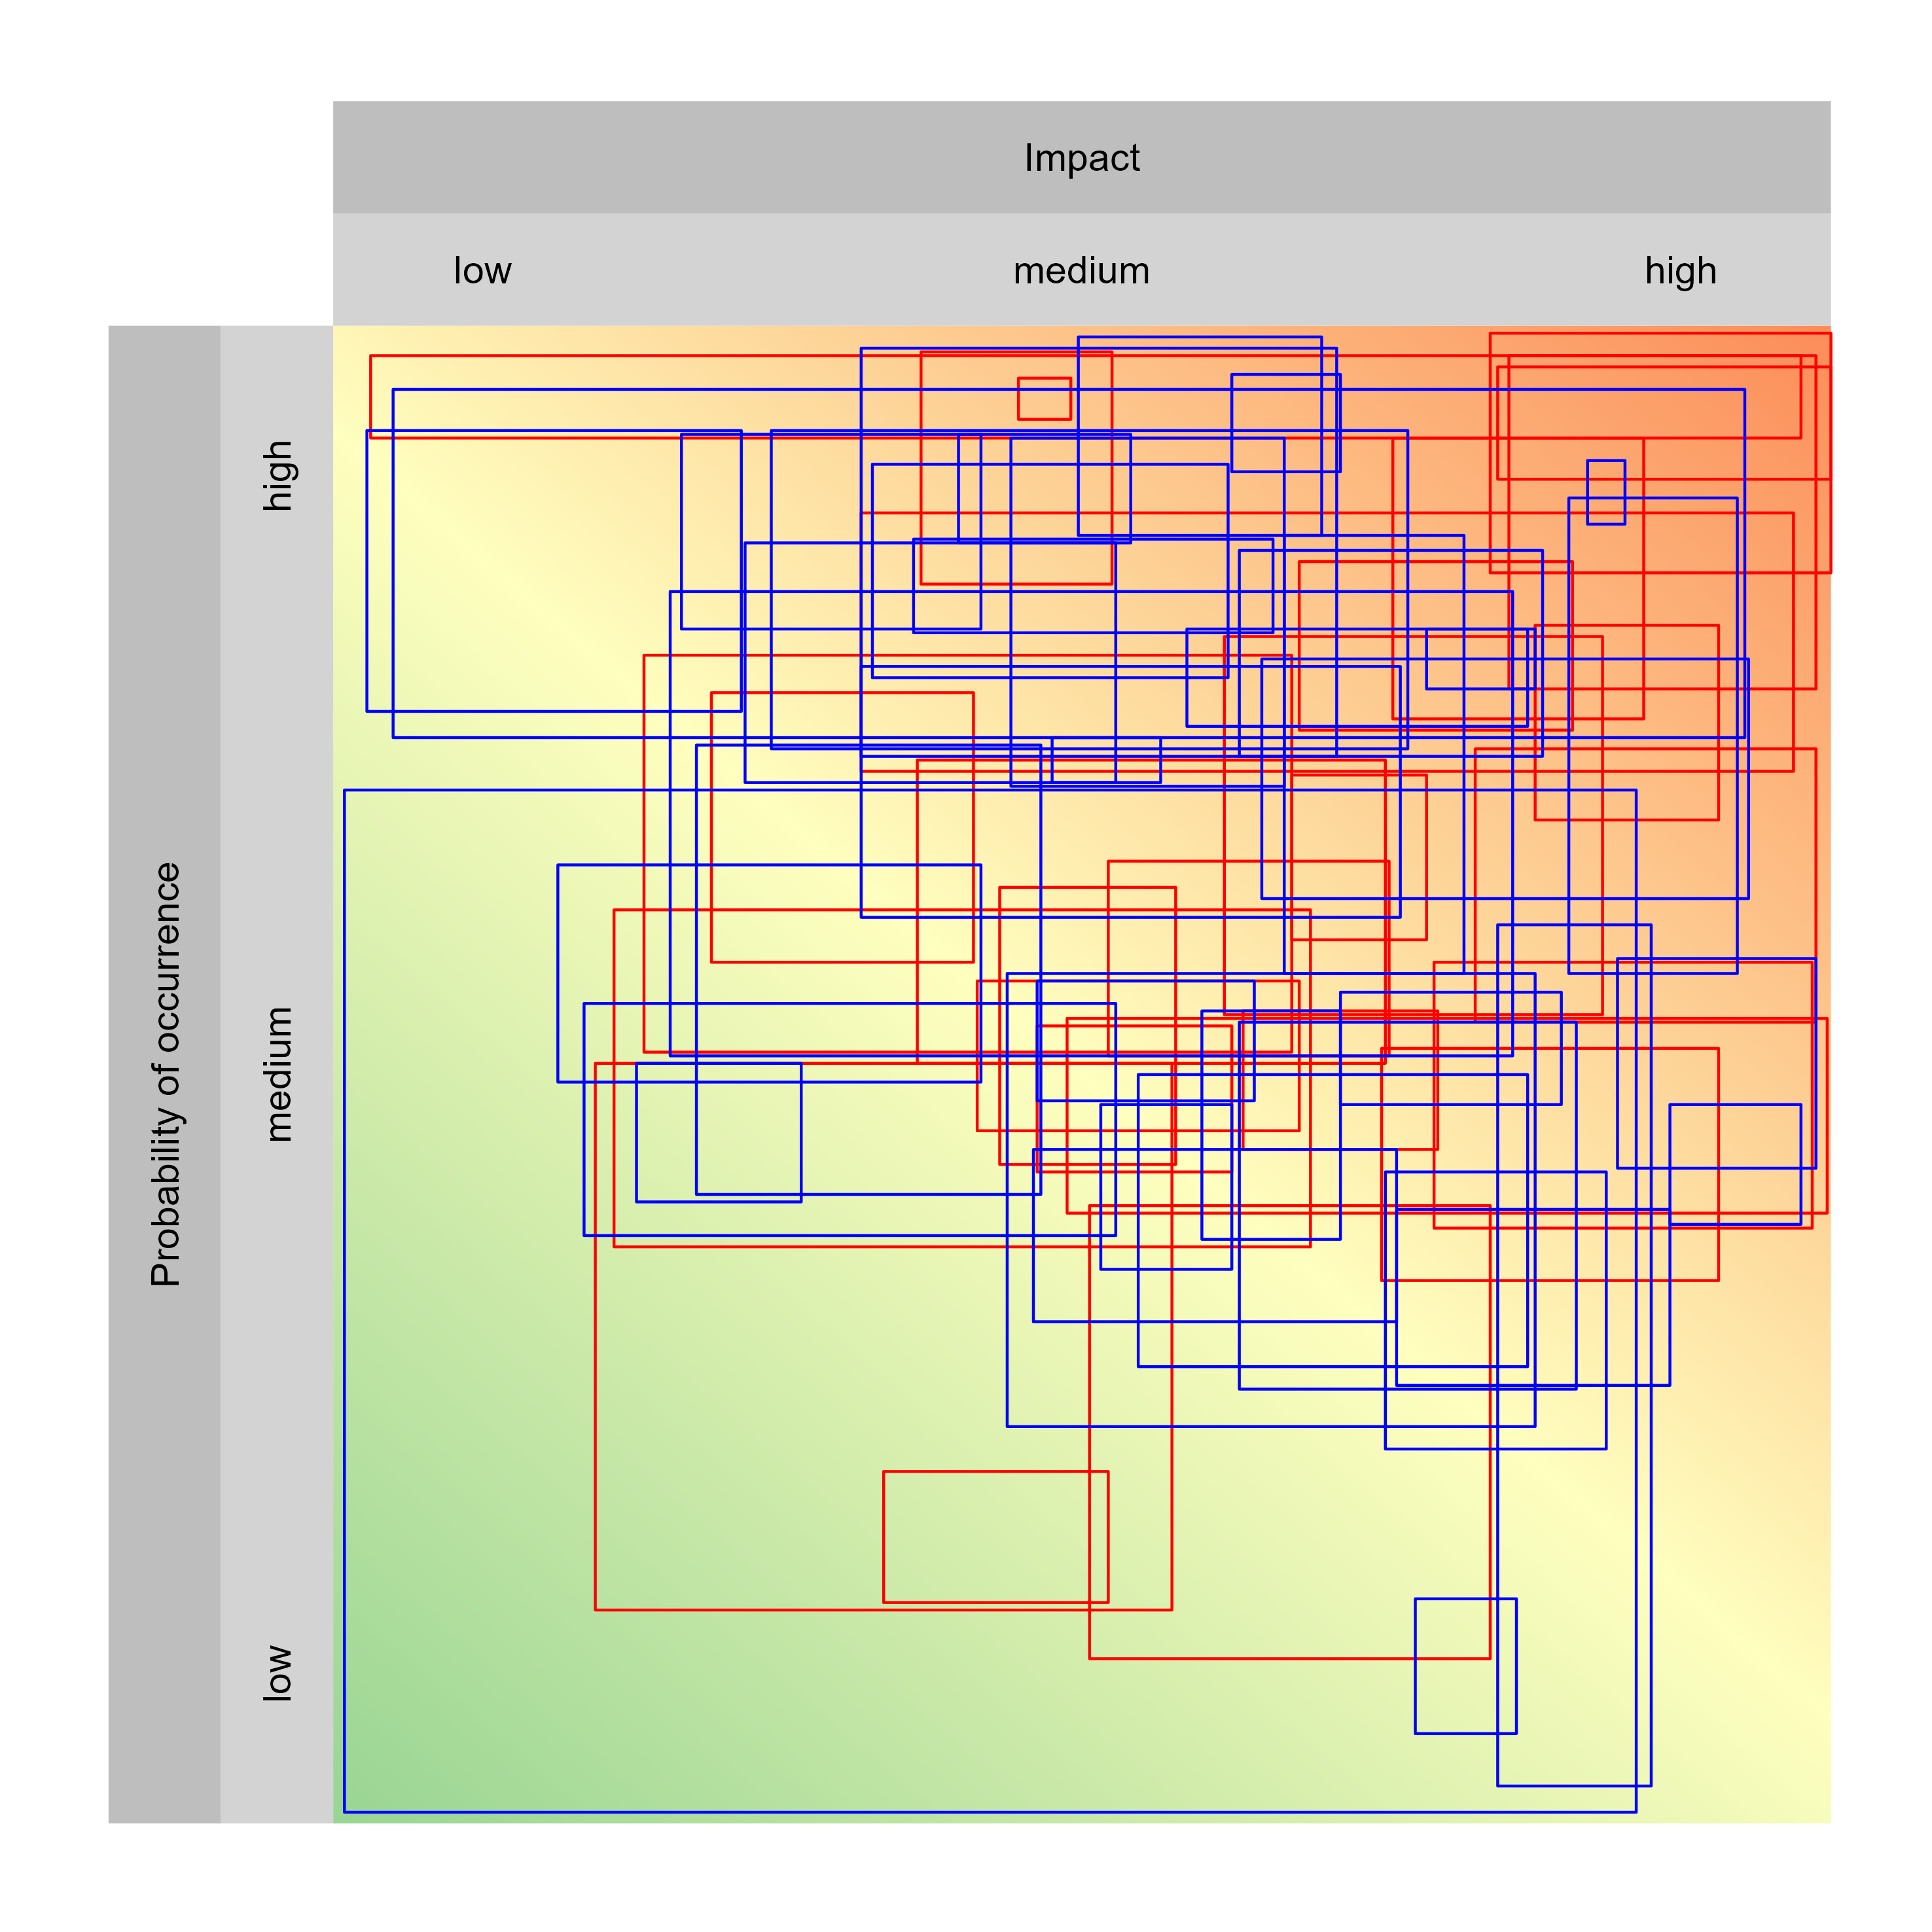 Impact
low
medium
high
Probability of occurrence
high
medium
low